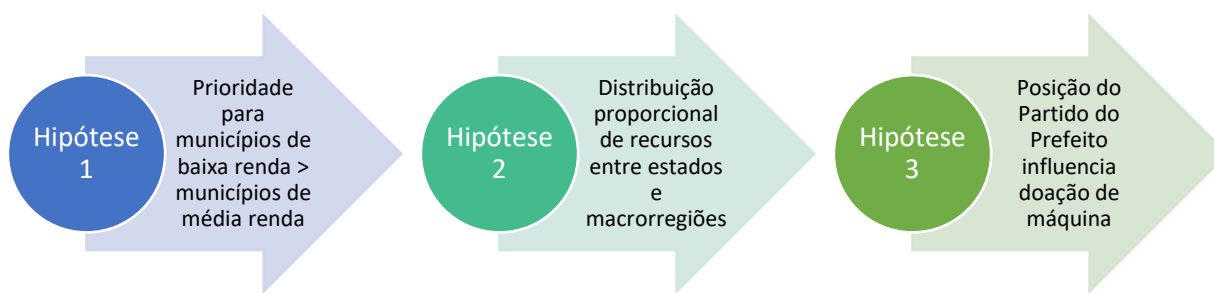 Hipótese
1
Prioridade
para
municípios de
baixa renda >
municípios de
média renda
Hipótese
2
Distribuição
proporcional
de recursos
entre estados
e
macrorregiões
Hipótese
3
Posição do
Partido do
Prefeito
influencia
doação de
máquina